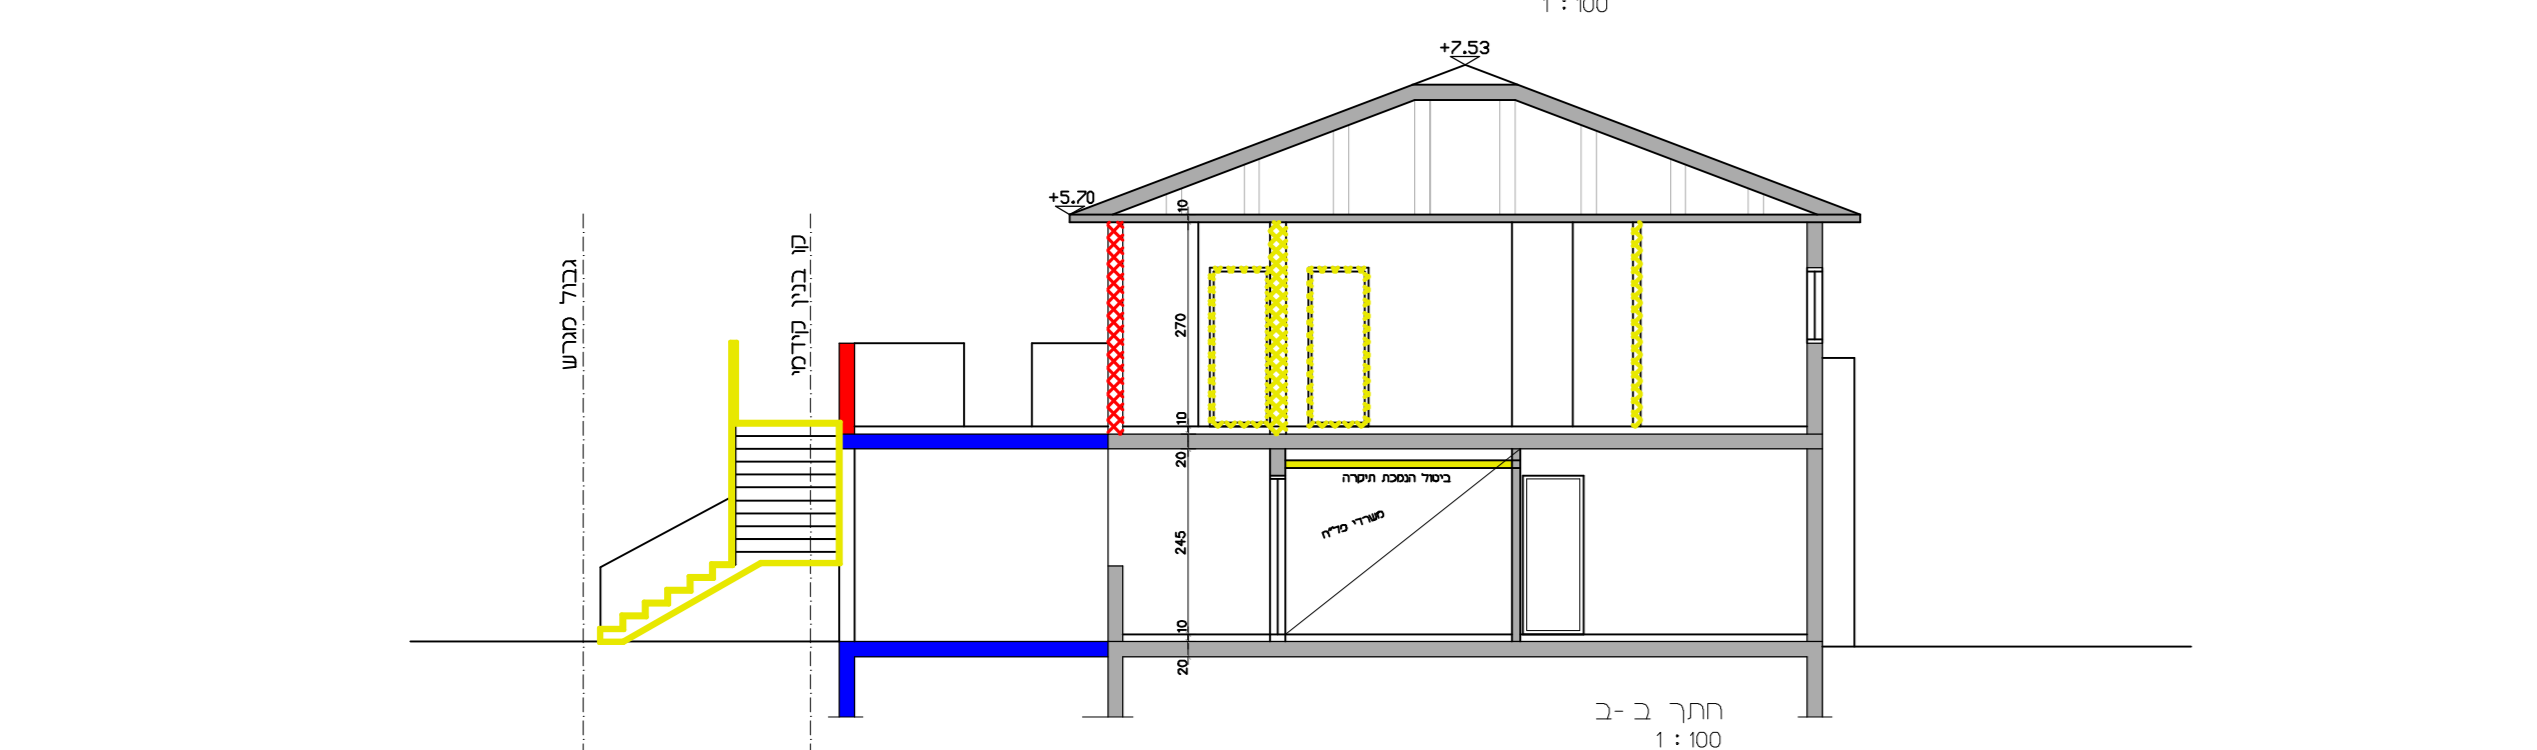 1 : 100
+7.53
+5.70
10
גבול מגרש
קו בנין קידמי
270
10
20
ביטול הנמכת תיקרה
משרדי פל"ח
245
10
20
חתך ב-ב
1 : 100